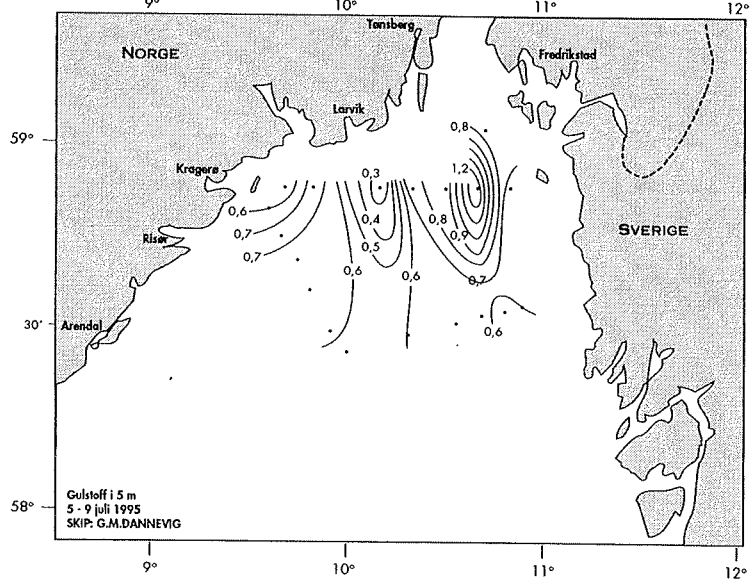 9° 10° 11° 12°
Tønsberg
NORGE
Fredrikstad
Larvik
59°
0,8
Kragerø
0,3
1,2
0,6
0,4
0,8
0,7
0,9
SVERIGE
Risør
0,5
0,7
0,6
0,6
0,7
30'
Arendal
0,6
Gulstoff i 5 m
5 - 9 juli 1995
SKIP: G.M.DANNEVIG
58°
9° 10° 11° 12°